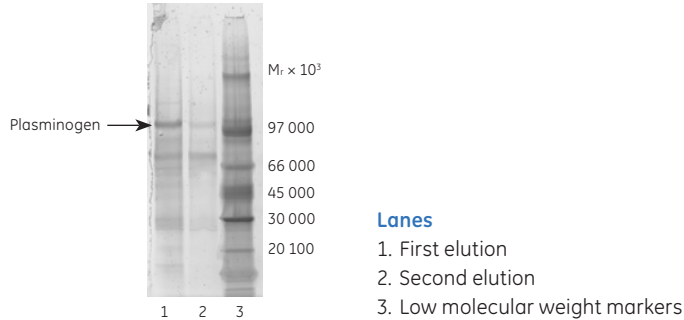 Mr × 10³
Plasminogen
97 000
66 000
45 000
30 000
20 100
1 2 3
Lanes
1. First elution
2. Second elution
3. Low molecular weight markers